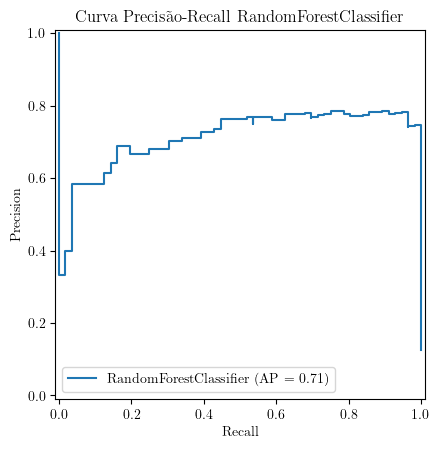 Curva Precisão-Recall RandomForestClassifier
1.0
0.8
0.6
0.4
0.2
0.0
Precision
RandomForestClassifier (AP = 0.71)
0.0 0.2 0.4 0.6 0.8 1.0
Recall